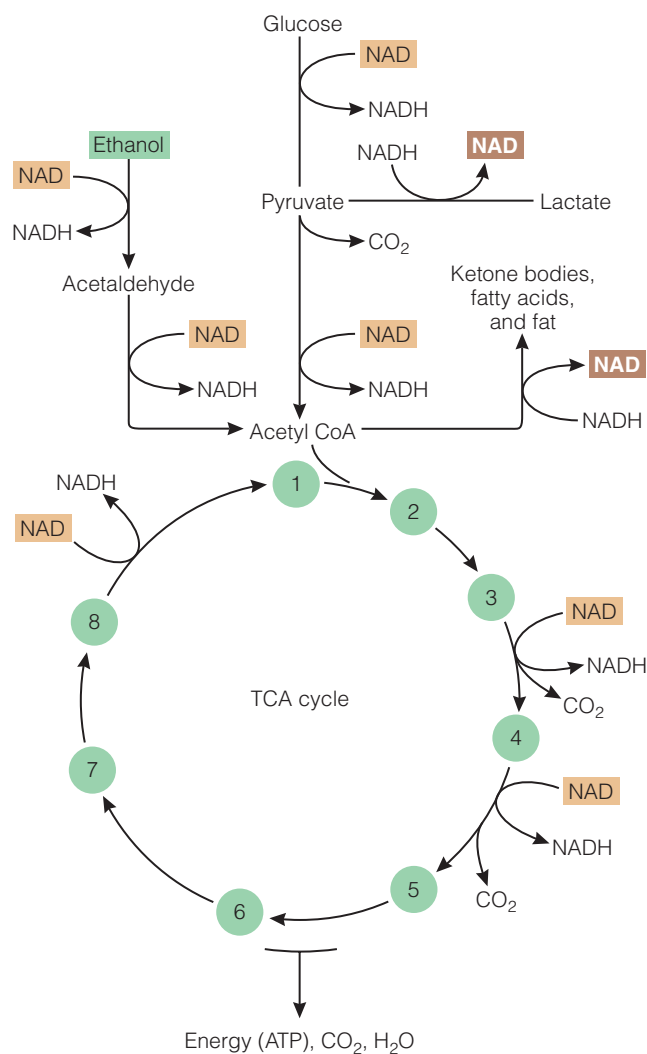 Glucose
NAD
NADH
Ethanol
NAD
NADH
NADH
NAD
Pyruvate
Lactate
CO₂
Acetaldehyde
Ketone bodies,
fatty acids,
and fat
NAD
NADH
NAD
NADH
NAD
NADH
Acetyl CoA
NADH
NAD
1
2
3
NAD
NADH
CO₂
8
TCA cycle
4
7
NAD
NADH
CO₂
5
6
Energy (ATP), CO₂, H₂O